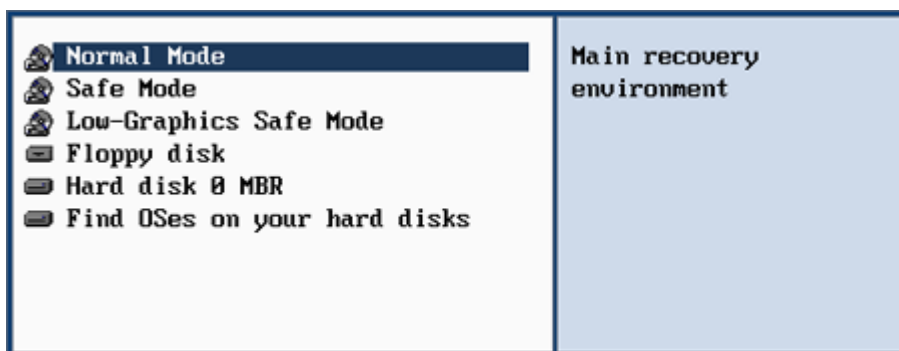 Normal Mode
Safe Mode
Low-Graphics Safe Mode
Floppy disk
Hard disk 0 MBR
Find OSes on your hard disks
Main recovery
environment